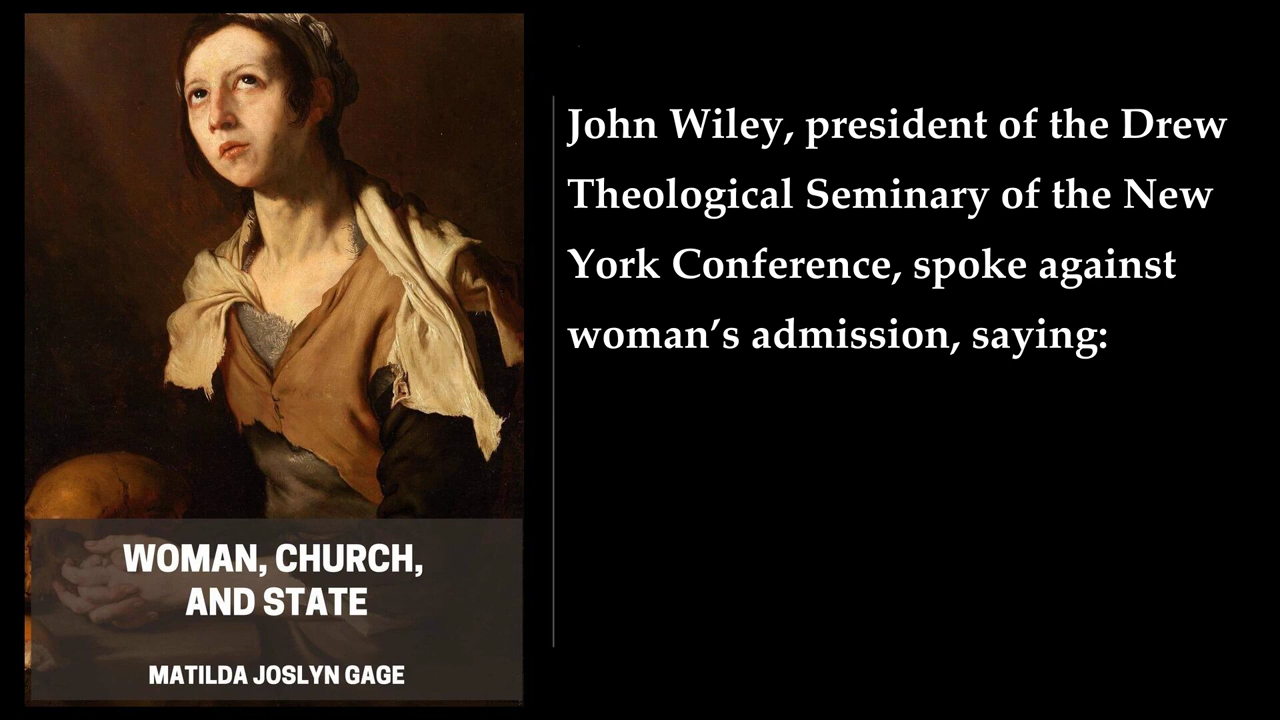 WOMAN, CHURCH,
AND STATE
MATILDA JOSLYN GAGE
John Wiley, president of the Drew
Theological Seminary of the New
York Conference, spoke against
woman’s admission, saying: